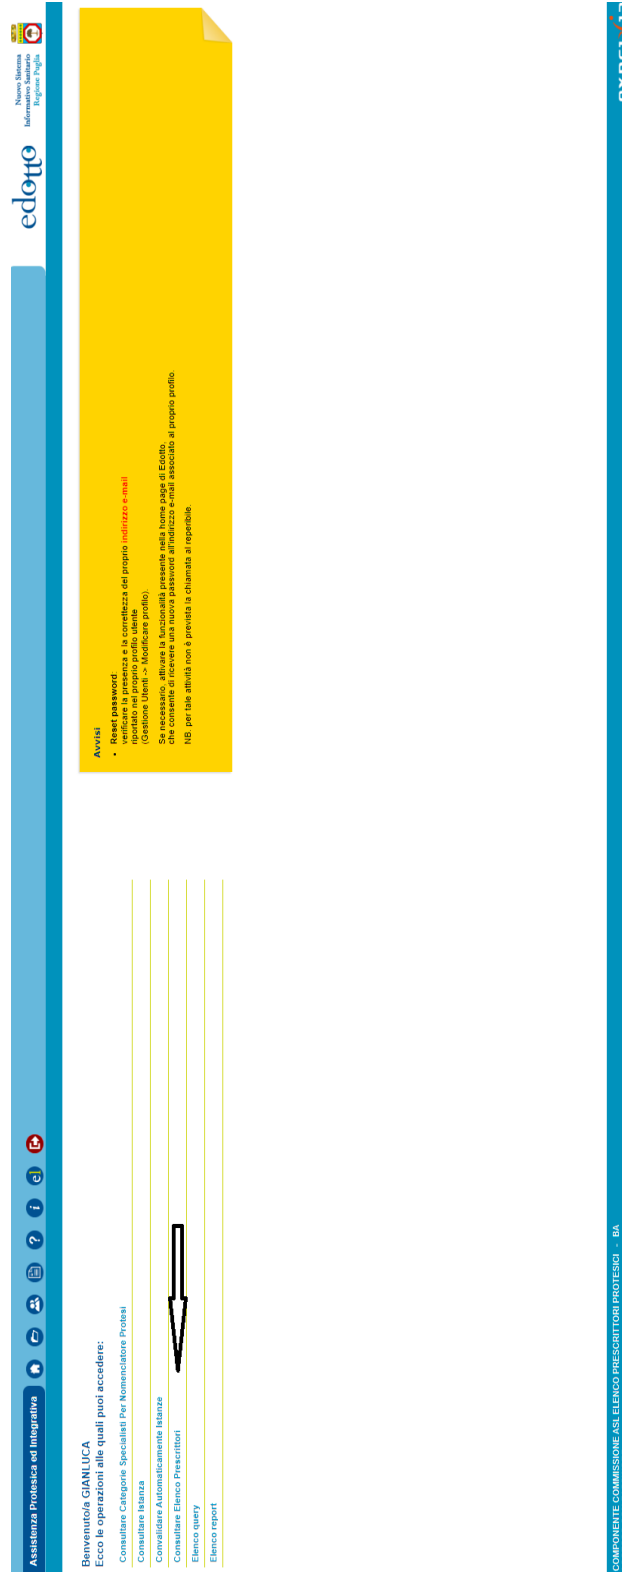 Assistenza Protesica ed Integrativa
edotto
Nuovo Sistema
Informativo Sanitario
Regione Puglia
Benvenuto/a GIANLUCA
Ecco le operazioni alle quali puoi accedere:
Consultare Categorie Specialisti Per Nomenclatore Protesi
Consultare Istanza
Convalidare Automaticamente Istanze
Consultare Elenco Prescrittori
Elenco query
Elenco report
Avvisi
• Reset password:
verificare la presenza e la correttezza del proprio indirizzo e-mail
riportato nel proprio profilo utente
(Gestione Utenti -> Modificare profilo).
Se necessario, attivare la funzionalità presente nella home page di Edotto,
che consente di ricevere una nuova password all'indirizzo e-mail associato al proprio profilo.
NB. per tale attività non è prevista la chiamata al reperibile.
COMPONENTE COMMISSIONE ASL ELENCO PRESCRITTORI PROTESICI - BA